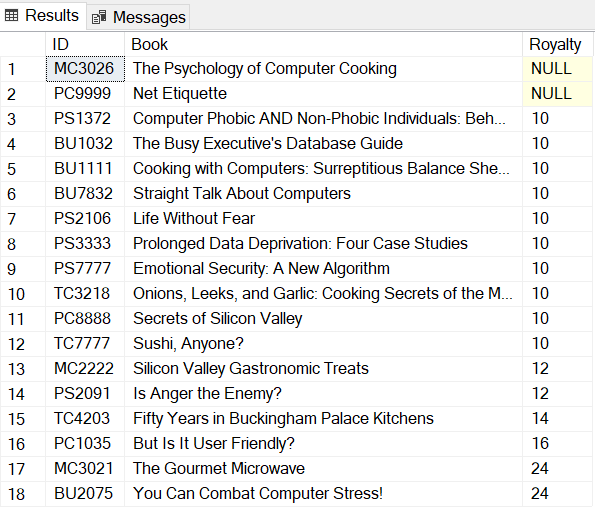 Results Messages
ID Book Royalty
1 MC3026 The Psychology of Computer Cooking NULL
2 PC9999 Net Etiquette NULL
3 PS1372 Computer Phobic AND Non-Phobic Individuals: Beh... 10
4 BU1032 The Busy Executive's Database Guide 10
5 BU1111 Cooking with Computers: Surreptitious Balance She... 10
6 BU7832 Straight Talk About Computers 10
7 PS2106 Life Without Fear 10
8 PS3333 Prolonged Data Deprivation: Four Case Studies 10
9 PS7777 Emotional Security: A New Algorithm 10
10 TC3218 Onions, Leeks, and Garlic: Cooking Secrets of the M... 10
11 PC8888 Secrets of Silicon Valley 10
12 TC7777 Sushi, Anyone? 10
13 MC2222 Silicon Valley Gastronomic Treats 12
14 PS2091 Is Anger the Enemy? 12
15 TC4203 Fifty Years in Buckingham Palace Kitchens 14
16 PC1035 But Is It User Friendly? 16
17 MC3021 The Gourmet Microwave 24
18 BU2075 You Can Combat Computer Stress! 24